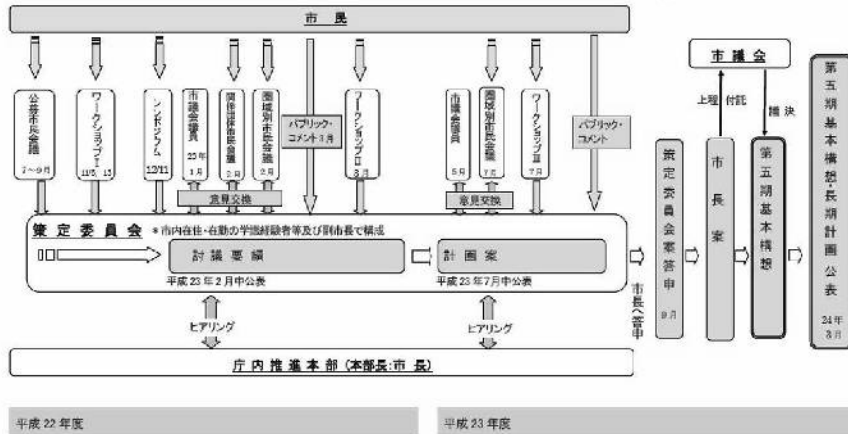 市 民
公募市民会議
7～9月
ワークショップⅠ
11/6、13
シンポジウム
12/11
市議会議員
23年
1月
関係団体市民会議
2月
圏域別市民会議
2月
パブリック・
コメント3月
ワークショップⅡ
3月
市議会議員
5月
圏域別市民会議
7月
ワークショップⅢ
7月
パブリック・
コメント
意見交換
意見交換
策定委員会
＊市内在住・在勤の学識経験者等及び副市長で構成
討議要綱
計画案
平成23年2月中公表
平成23年7月中公表
ヒアリング
ヒアリング
庁内推進本部(本部長:市長)
市長へ答申
策定委員会案答申
9月
市議会
上程
付託
議決
市長案
第五期基本構想
第五期基本構想・長期計画 公表
24年
3月
平成22年度
平成23年度